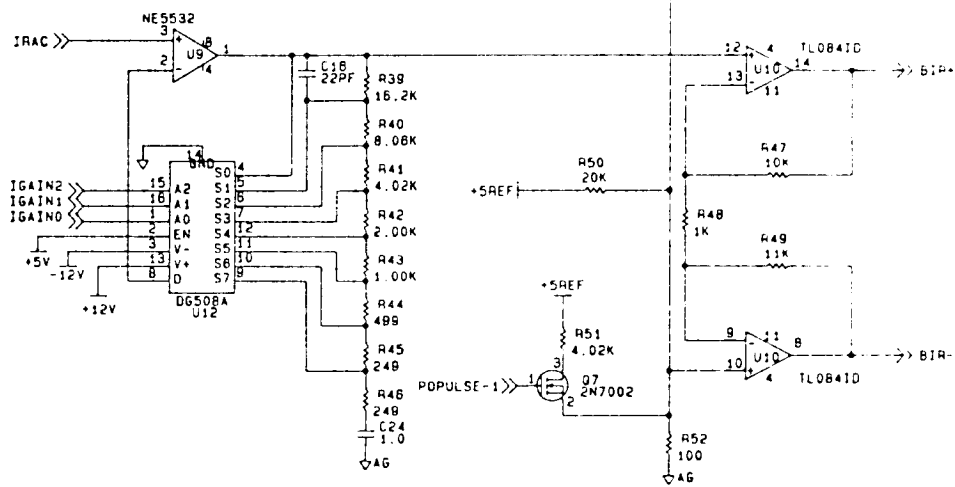 NE5532
IRAC
3
8
U9
1
2
4
C18
22PF
R39
16.2K
R40
8.06K
R41
4.02K
R42
2.00K
R43
1.00K
R44
499
R45
249
R46
249
C24
1.0
AG
14
GND
S0 4
IGAIN2 15 A2 S1 5
IGAIN1 16 A1 S2 6
IGAIN0 1 A0 S3 7
2 EN S4 12
+5V 3 V- S5 11
-12V 13 V+ S6 10
+12V 8 D S7 9
DG508A
U12
12
4
TL084ID
U10
14
13
11
BIR+
R47
10K
R50
20K
+5REF
R48
1K
R49
11K
+5REF
R51
4.02K
9
11
U10
8
BIR-
10
4
TL084ID
PDPULSE-1
1
3
Q7
2N7002
2
R52
100
AG